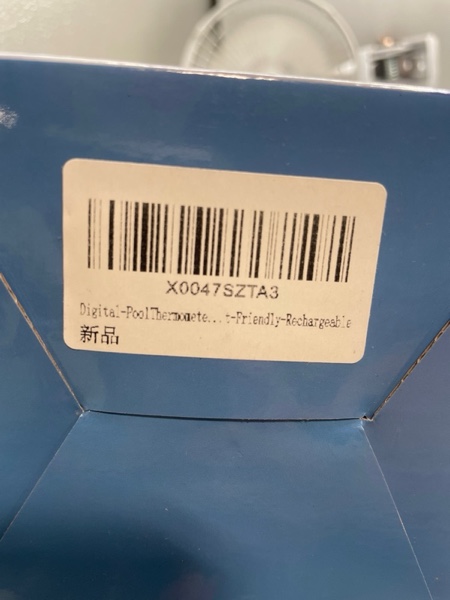 X0047SZTA3
Digital-PoolThermomete...t-Friendly-Rechargeable
新品